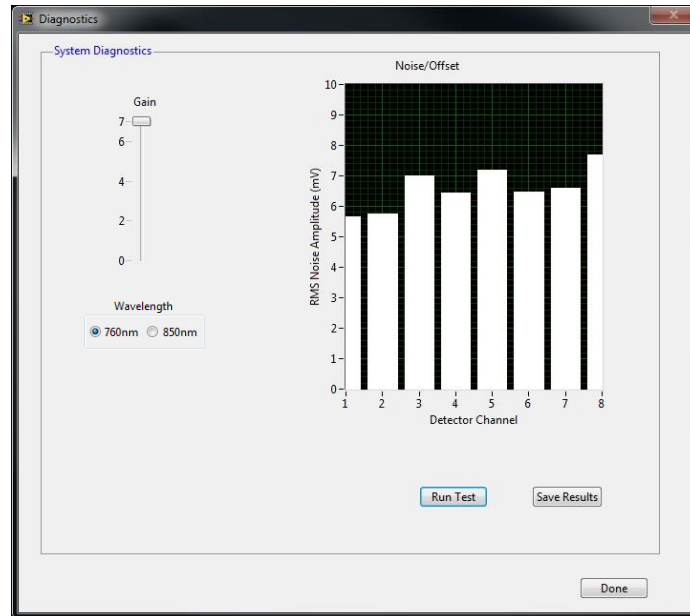 Diagnostics
System Diagnostics
Gain
7
6
4
2
0
Wavelength
760nm 850nm
Noise/Offset
RMS Noise Amplitude (mV)
10
9
8
7
6
5
4
3
2
1
0
1 2 3 4 5 6 7 8
Detector Channel
Run Test Save Results
Done